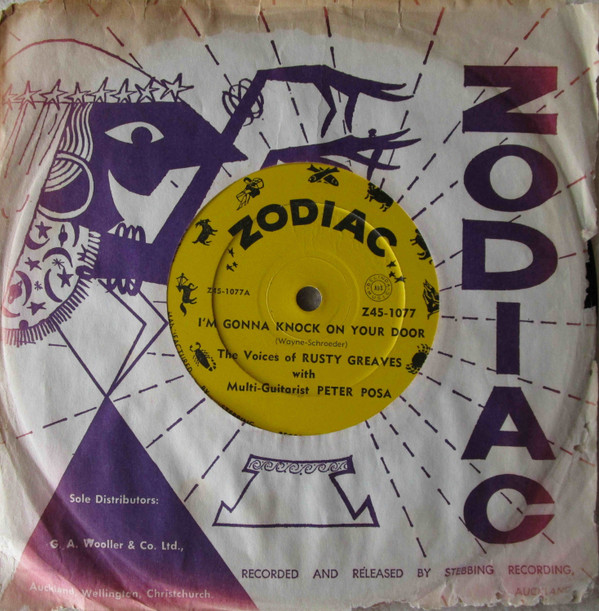 ZODIAC
ZODIAC
Z45-1077A
Z45-1077
I'M GONNA KNOCK ON YOUR DOOR
(Wayne-Schroeder)
The Voices of RUSTY GREAVES
with
Multi-Guitarist PETER POSA
Sole Distributors:
G. A. Wooller & Co. Ltd.,
Auckland, Wellington, Christchurch.
RECORDED AND RELEASED BY STEBBING RECORDING,
AUCKLAND